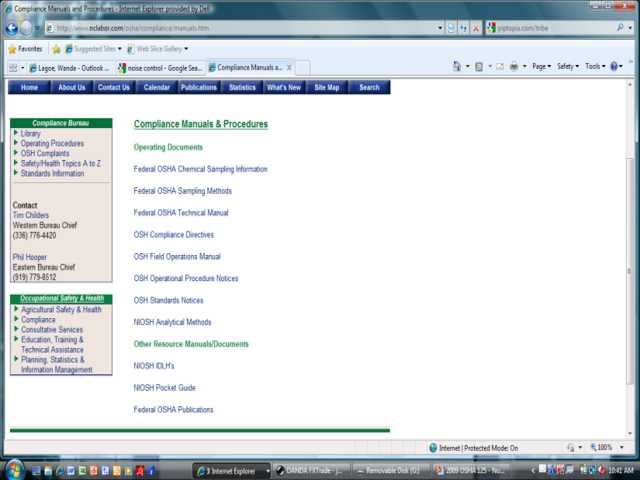 Compliance Manuals and Procedures - Internet Explorer provided by Dell
http://www.nclabor.com/osha/compliance/manuals.htm
piptopia.com/tribe
Favorites
Suggested Sites
Web Slice Gallery
Lagoe, Wanda - Outlook ...
noise control - Google Sea...
Compliance Manuals a...
Page
Safety
Tools
Home
About Us
Contact Us
Calendar
Publications
Statistics
What's New
Site Map
Search
Compliance Bureau
Library
Operating Procedures
OSH Complaints
Safety/Health Topics A to Z
Standards Information
Contact
Tim Childers
Western Bureau Chief
(336) 776-4420
Phil Hooper
Eastern Bureau Chief
(919) 779-8512
Occupational Safety & Health
Agricultural Safety & Health
Compliance
Consultative Services
Education, Training &
Technical Assistance
Planning, Statistics &
Information Management
Compliance Manuals & Procedures
Operating Documents
Federal OSHA Chemical Sampling Information
Federal OSHA Sampling Methods
Federal OSHA Technical Manual
OSH Compliance Directives
OSH Field Operations Manual
OSH Operational Procedure Notices
OSH Standards Notices
NIOSH Analytical Methods
Other Resource Manuals/Documents
NIOSH IDLH's
NIOSH Pocket Guide
Federal OSHA Publications
Internet | Protected Mode: On
100%
3 Internet Explorer
OANDA FXTrade - j...
Removable Disk (G:)
2009 OSHA 125 - No...
10:41 AM